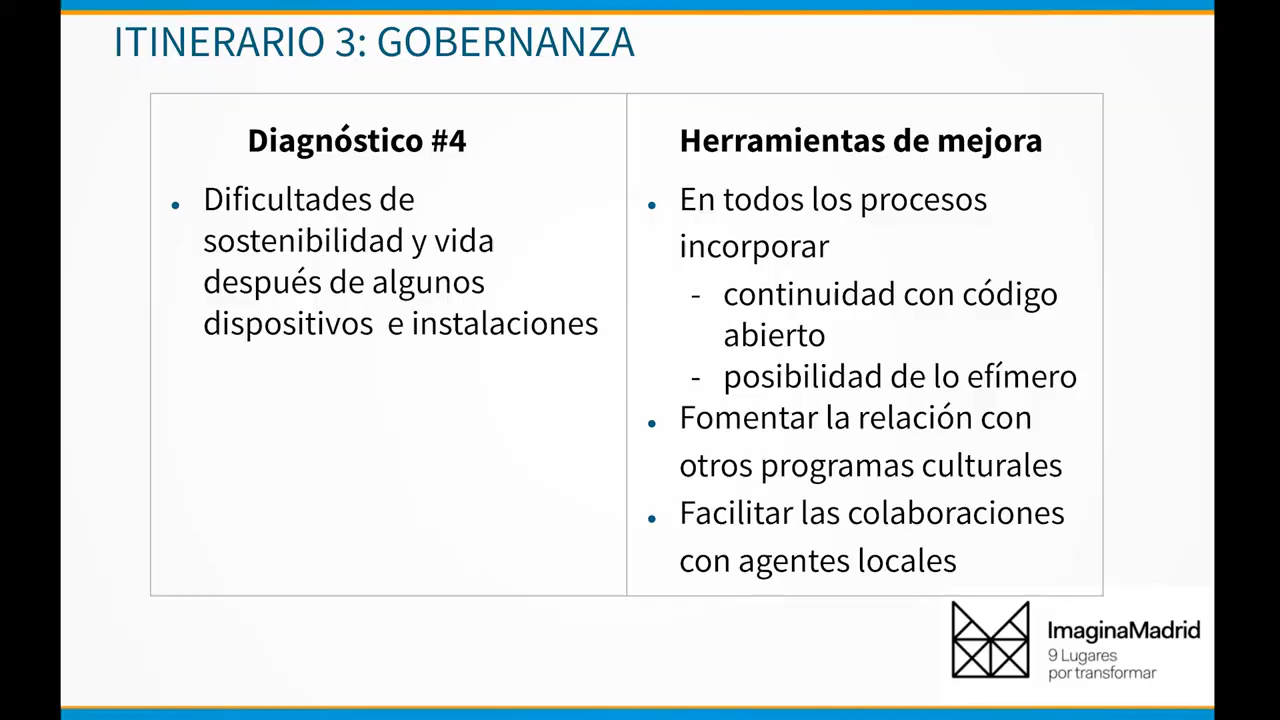 ITINERARIO 3: GOBERNANZA
Diagnóstico #4
• Dificultades de
sostenibilidad y vida
después de algunos
dispositivos e instalaciones
Herramientas de mejora
• En todos los procesos
incorporar
- continuidad con código
abierto
- posibilidad de lo efímero
• Fomentar la relación con
otros programas culturales
• Facilitar las colaboraciones
con agentes locales
ImaginaMadrid
9 Lugares
por transformar